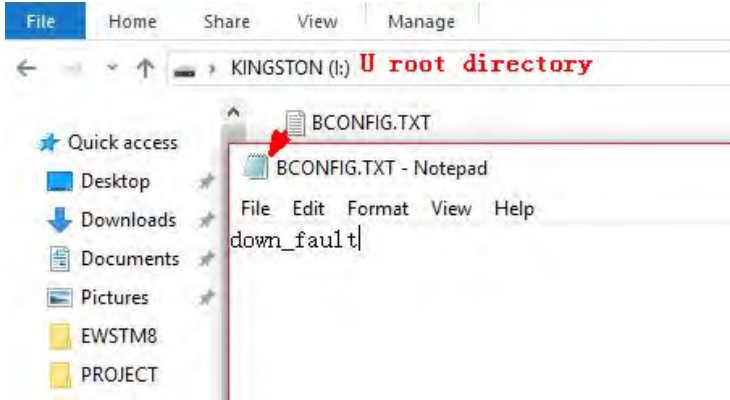 File Home Share View Manage
KINGSTON (I:) U root directory
BCONFIG.TXT
Quick access
BCONFIG.TXT - Notepad
Desktop
File Edit Format View Help
Downloads
down_fault
Documents
Pictures
EWSTM8
PROJECT